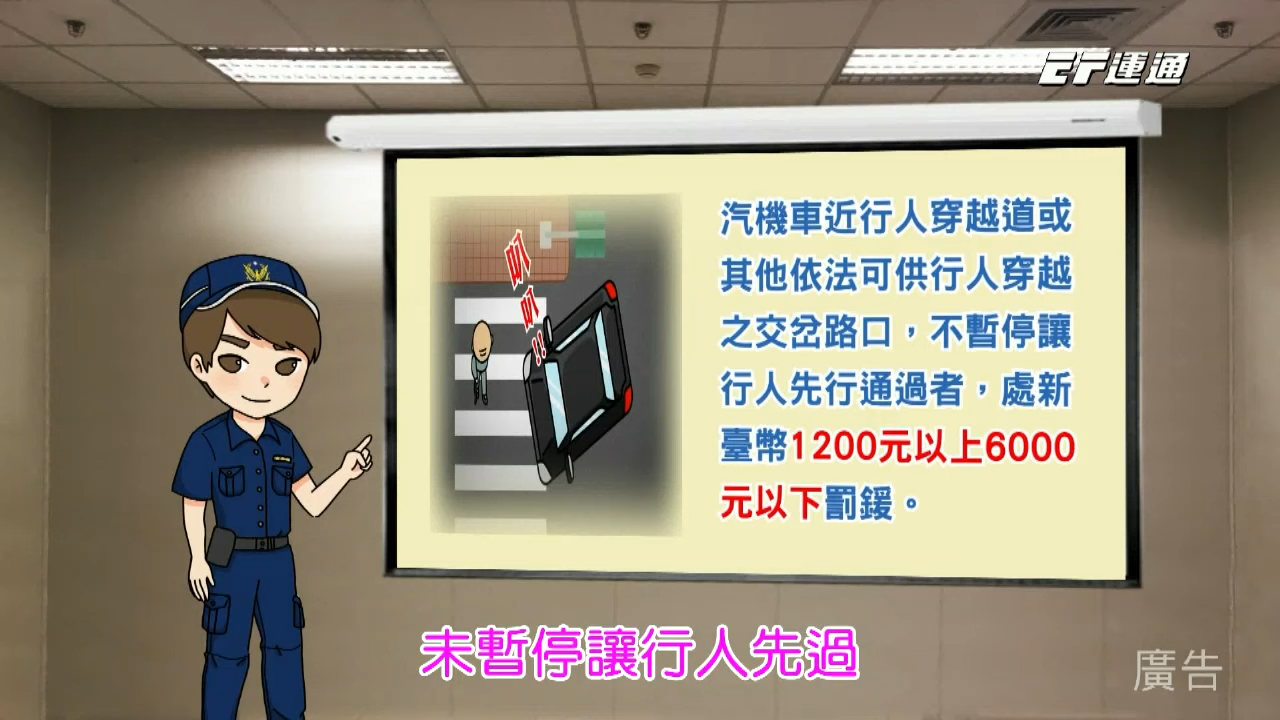 ET運通
叭
叭
!!
汽機車近行人穿越道或
其他依法可供行人穿越
之交岔路口，不暫停讓
行人先行通過者，處新
臺幣1200元以上6000
元以下罰鍰。
未暫停讓行人先過
廣告